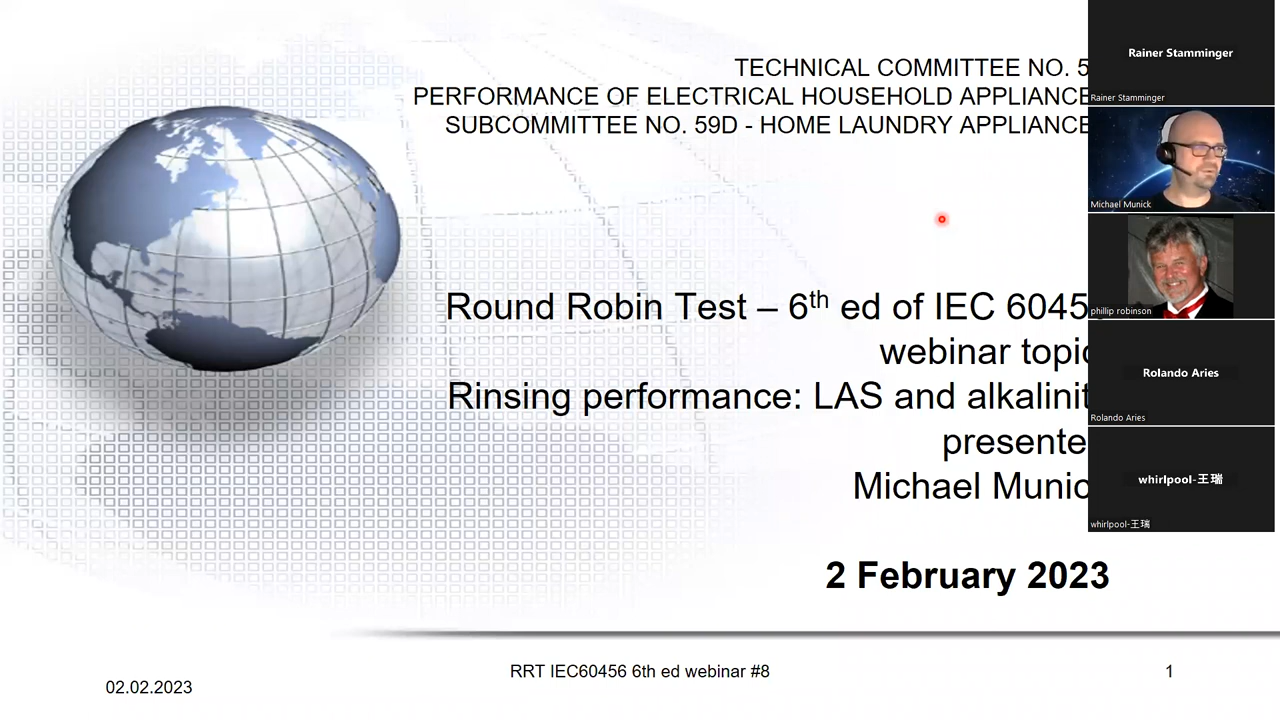 TECHNICAL COMMITTEE NO. 5
PERFORMANCE OF ELECTRICAL HOUSEHOLD APPLIANCE
SUBCOMMITTEE NO. 59D - HOME LAUNDRY APPLIANCE
Round Robin Test – 6th ed of IEC 6045
webinar topic
Rinsing performance: LAS and alkalinit
presente
Michael Munic
2 February 2023
02.02.2023
RRT IEC60456 6th ed webinar #8
1
Rainer Stamminger
Rainer Stamminger
Michael Munick
phillip robinson
Rolando Aries
Rolando Aries
whirlpool-王瑞
whirlpool-王瑞